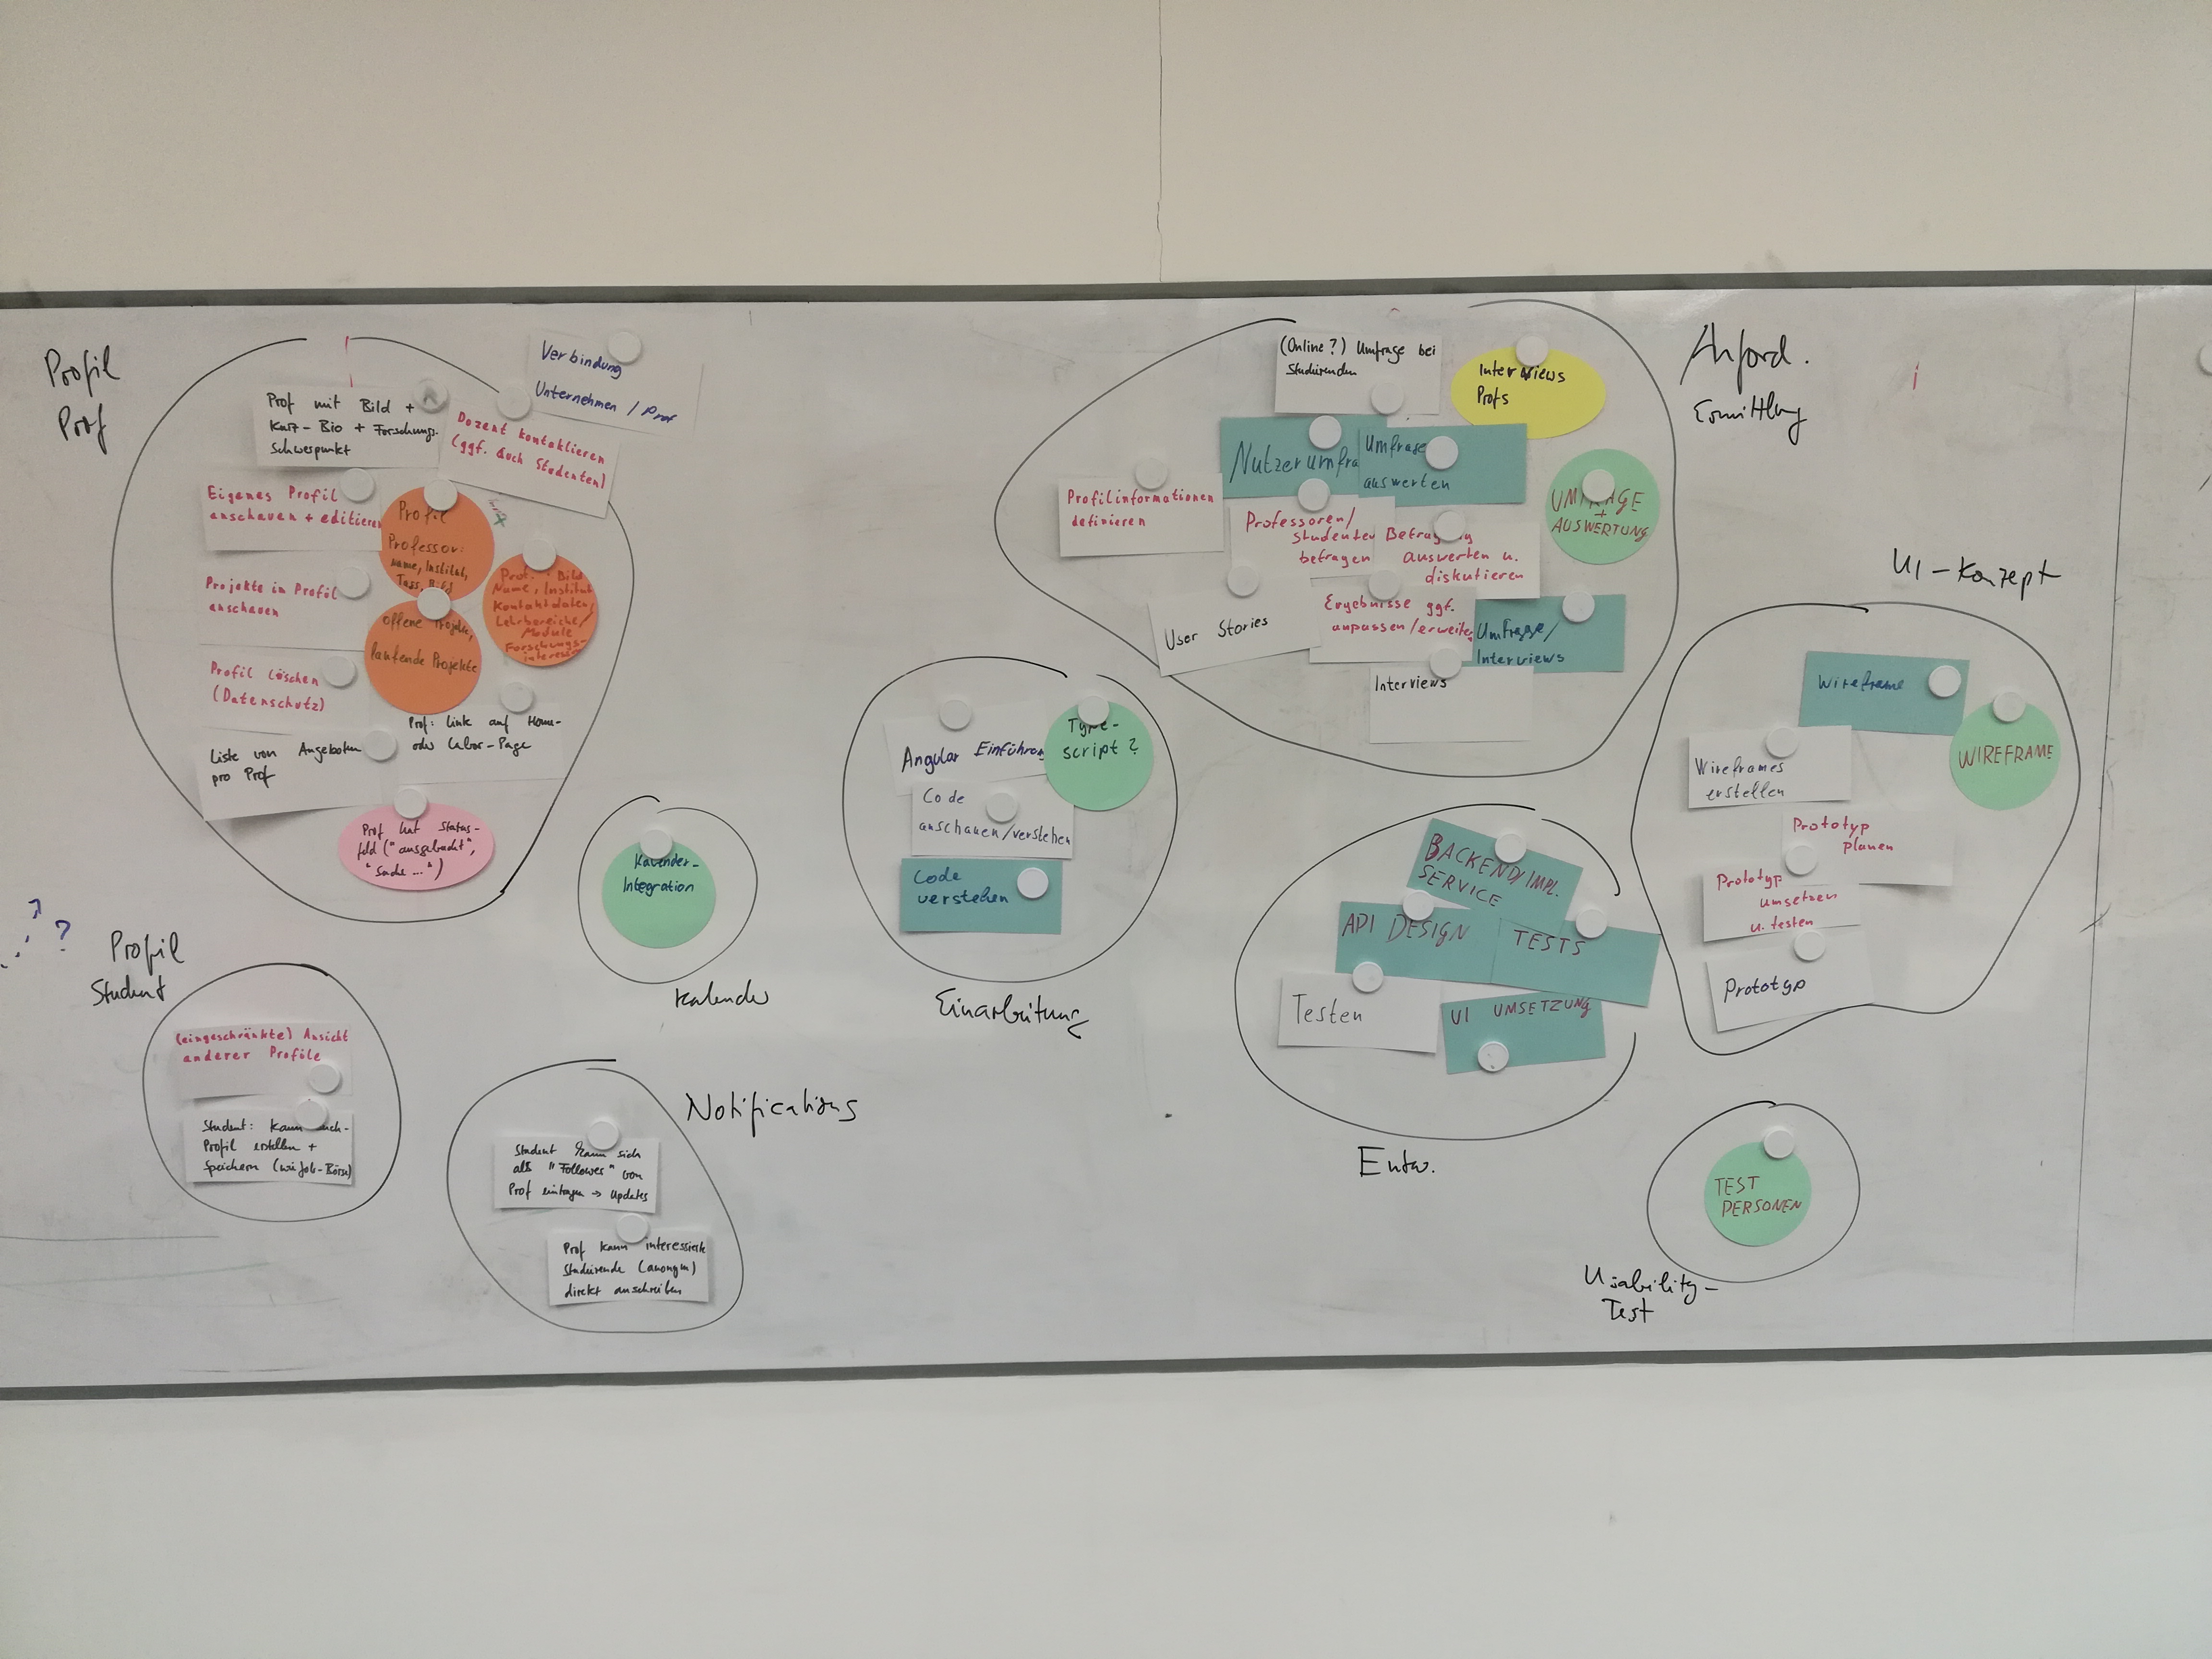 Profil
Prof
Verbindung
Unternehmen / Prof
Prof mit Bild +
Kurz-Bio + Forschungs-
Schwerpunkt
Dozent kontaktieren
(ggf. auch Studenten)
Eigenes Profil
anschauen + editieren
Profil
Professor:
name, Institut,
Prof. Bild
Name, Institut
Kontaktdaten,
Lehrbereiche/
Module
Forschungs-
interessen
Projekte in Profil
anschauen
offene Projekte,
laufende Projekte
Profil löschen
(Datenschutz)
Prof: Link auf Home-
oder Labor-Page
Liste von Angeboten
pro Prof
Prof hat Status-
feld ("ausgebucht",
"suche ...")
Kalender-
Integration
Kalender
?
Profil
Student
(eingeschränkte) Ansicht
anderer Profile
Student: Kann
Profil erstellen +
speichern (wie Job-Börse)
Notifications
Student kann sich
als "Follower" von
Prof eintragen → Updates
Prof kann interessierte
Studierende (anonym)
direkt anschreiben
Angular Einführung
Type-
script ?
Code
anschauen/verstehen
Code
verstehen
Einarbeitung
Anford.
Ermittlung
(Online?) Umfrage bei
Studierenden
Interviews
Profs
Nutzerumfra
Umfrage
auswerten
UMFRAGE
+
AUSWERTUNG
Profilinformationen
definieren
Professoren/
Studenten
befragen
Befragung
auswerten u.
diskutieren
User Stories
Ergebnisse ggf.
anpassen/erweitern
Umfrage/
Interviews
Interviews
UI-Konzept
Wireframe
WIREFRAME
Wireframes
erstellen
Prototyp
planen
Prototyp
umsetzen
u. testen
Prototyp
BACKEND/IMPL.
SERVICE
API DESIGN
TESTS
Testen
UI UMSETZUNG
Entw.
TEST
PERSONEN
Usability-
Test